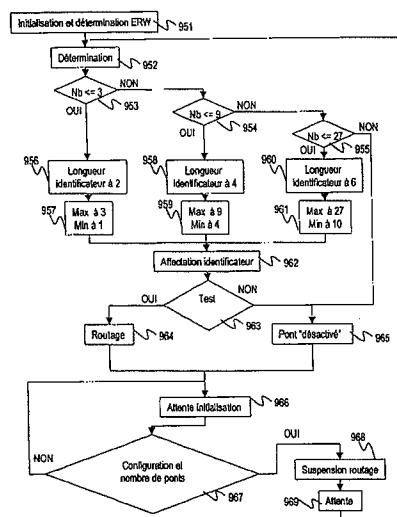 Initialisation et détermination ERW 951
Détermination 952
Nb <= 3 NON
953
OUI
Nb <= 9 NON
954
OUI
Nb <= 27 NON
955
OUI
956 958 960
Longueur identificateur à 2
Longueur identificateur à 4
Longueur identificateur à 6
957 959 961
Max à 3
Min à 1
Max à 9
Min à 4
Max à 27
Min à 10
Affectation identificateur 962
OUI Test NON
963
Routage 964
Pont "désactivé" 965
Attente initialisation 966
NON
Configuration et nombre de ponts
967
OUI
968
Suspension routage
969 Attente